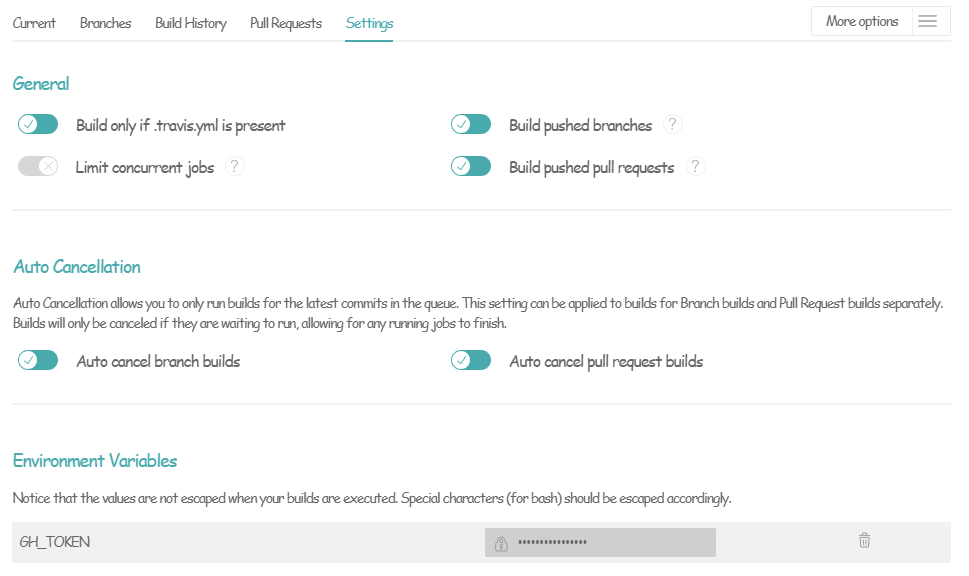 Current Branches Build History Pull Requests Settings More options
General
Build only if .travis.yml is present Build pushed branches ?
Limit concurrent jobs ? Build pushed pull requests ?
Auto Cancellation
Auto Cancellation allows you to only run builds for the latest commits in the queue. This setting can be applied to builds for Branch builds and Pull Request builds separately.
Builds will only be canceled if they are waiting to run, allowing for any running jobs to finish.
Auto cancel branch builds Auto cancel pull request builds
Environment Variables
Notice that the values are not escaped when your builds are executed. Special characters (for bash) should be escaped accordingly.
GH_TOKEN ••••••••••••••••